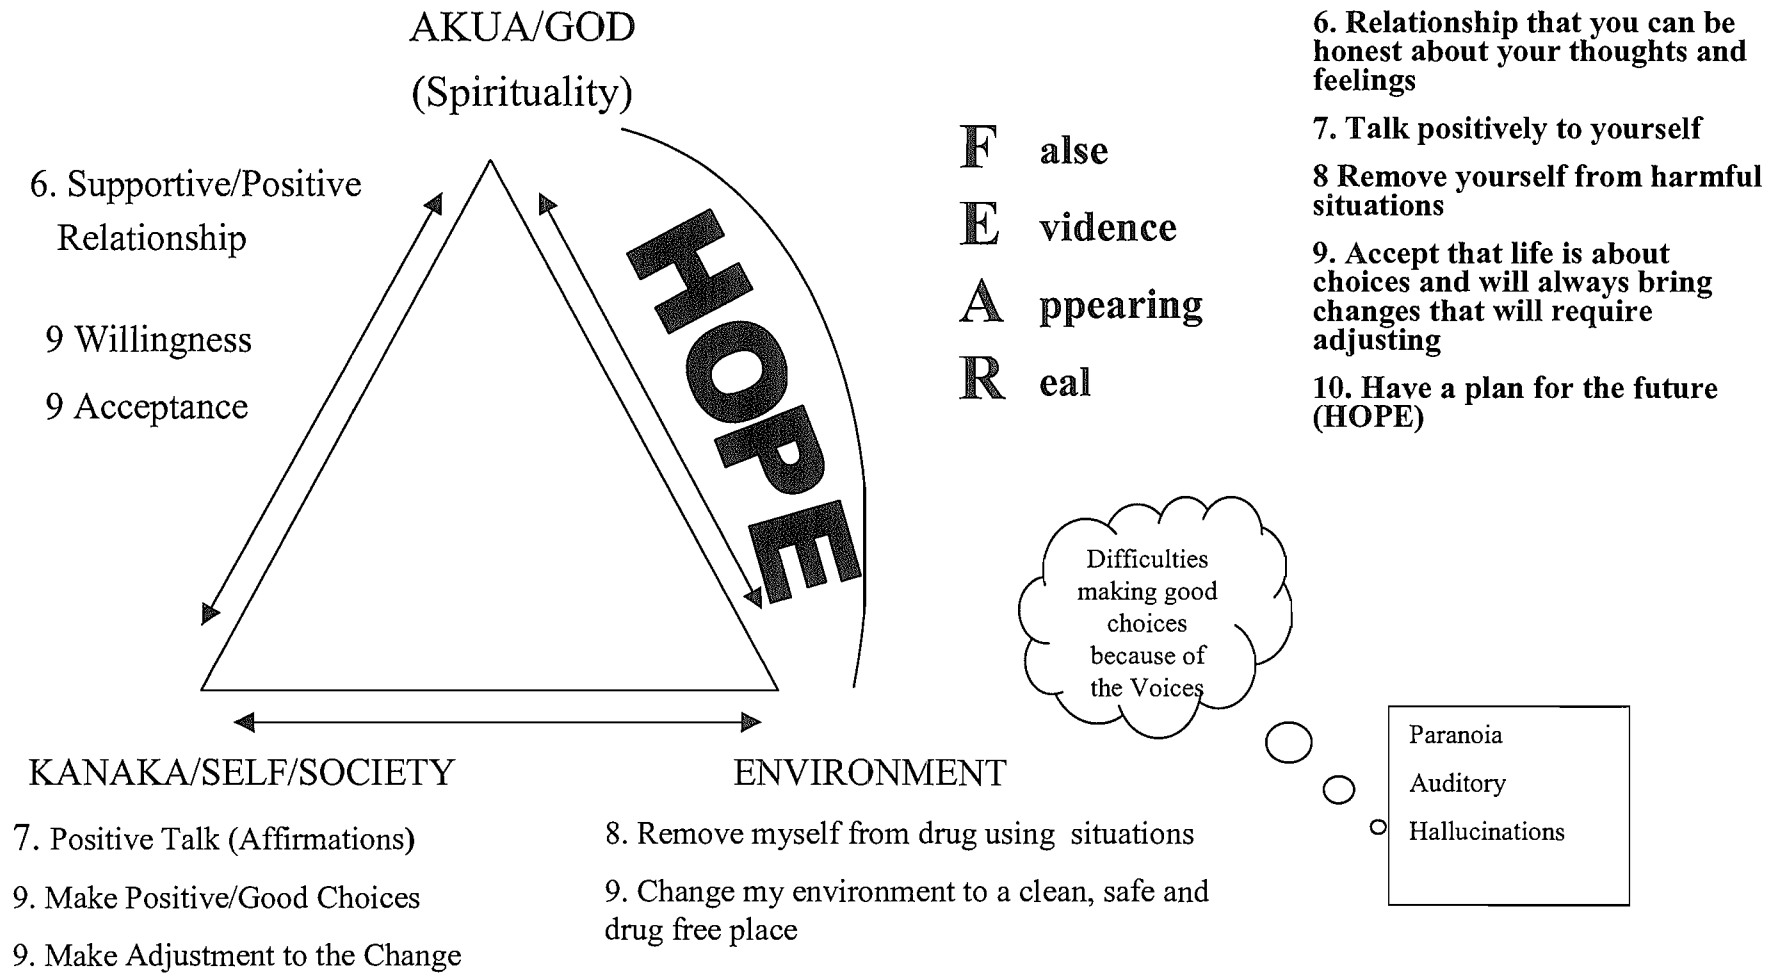 AKUA/GOD
(Spirituality)
6. Supportive/Positive
Relationship
9 Willingness
9 Acceptance
HOPE
KANAKA/SELF/SOCIETY
7. Positive Talk (Affirmations)
9. Make Positive/Good Choices
9. Make Adjustment to the Change
ENVIRONMENT
8. Remove myself from drug using situations
9. Change my environment to a clean, safe and
drug free place
F alse
E vidence
A ppearing
R eal
6. Relationship that you can be
honest about your thoughts and
feelings
7. Talk positively to yourself
8 Remove yourself from harmful
situations
9. Accept that life is about
choices and will always bring
changes that will require
adjusting
10. Have a plan for the future
(HOPE)
Difficulties
making good
choices
because of
the Voices
Paranoia
Auditory
Hallucinations